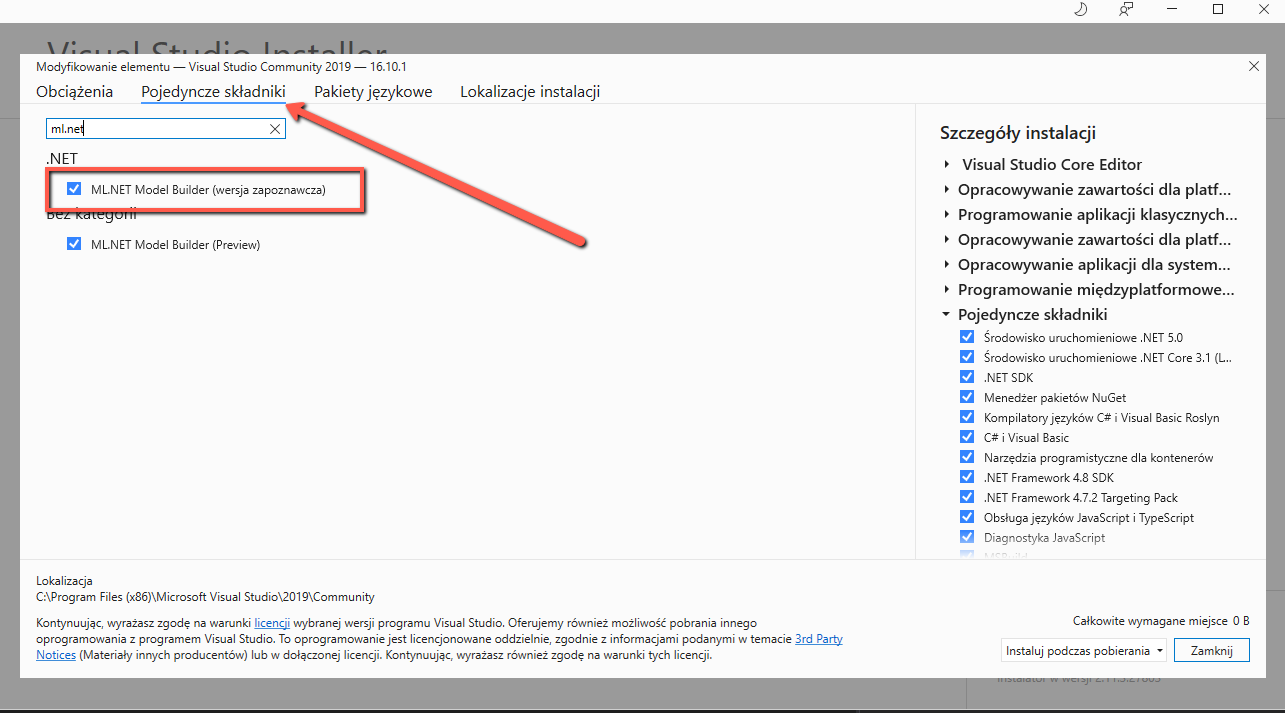 Visual Studio Installer
Modyfikowanie elementu — Visual Studio Community 2019 — 16.10.1
Obciążenia Pojedyncze składniki Pakiety językowe Lokalizacje instalacji
ml.net
.NET
ML.NET Model Builder (wersja zapoznawcza)
Bez kategorii
ML.NET Model Builder (Preview)
Szczegóły instalacji
Visual Studio Core Editor
Opracowywanie zawartości dla platf...
Programowanie aplikacji klasycznych...
Opracowywanie zawartości dla platf...
Opracowywanie aplikacji dla system...
Programowanie międzyplatformowe...
Pojedyncze składniki
Środowisko uruchomieniowe .NET 5.0
Środowisko uruchomieniowe .NET Core 3.1 (L...
.NET SDK
Menedżer pakietów NuGet
Kompilatory języków C# i Visual Basic Roslyn
C# i Visual Basic
Narzędzia programistyczne dla kontenerów
.NET Framework 4.8 SDK
.NET Framework 4.7.2 Targeting Pack
Obsługa języków JavaScript i TypeScript
Diagnostyka JavaScript
MSBuild
Lokalizacja
C:\Program Files (x86)\Microsoft Visual Studio\2019\Community
Kontynuując, wyrażasz zgodę na warunki licencji wybranej wersji programu Visual Studio. Oferujemy również możliwość pobrania innego
oprogramowania z programem Visual Studio. To oprogramowanie jest licencjonowane oddzielnie, zgodnie z informacjami podanymi w temacie 3rd Party
Notices (Materiały innych producentów) lub w dołączonej licencji. Kontynuując, wyrażasz również zgodę na warunki tych licencji.
Całkowite wymagane miejsce 0 B
Instaluj podczas pobierania Zamknij
Instalator w wersji